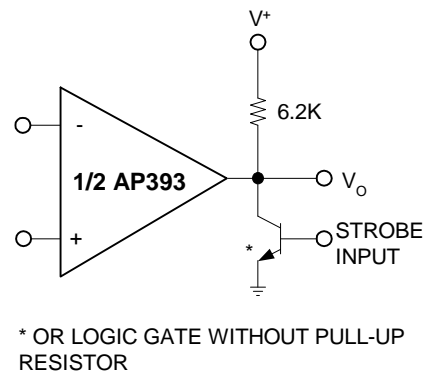 V+
6.2K
-
1/2 AP393
+
VO
*
STROBE
INPUT
* OR LOGIC GATE WITHOUT PULL-UP
RESISTOR